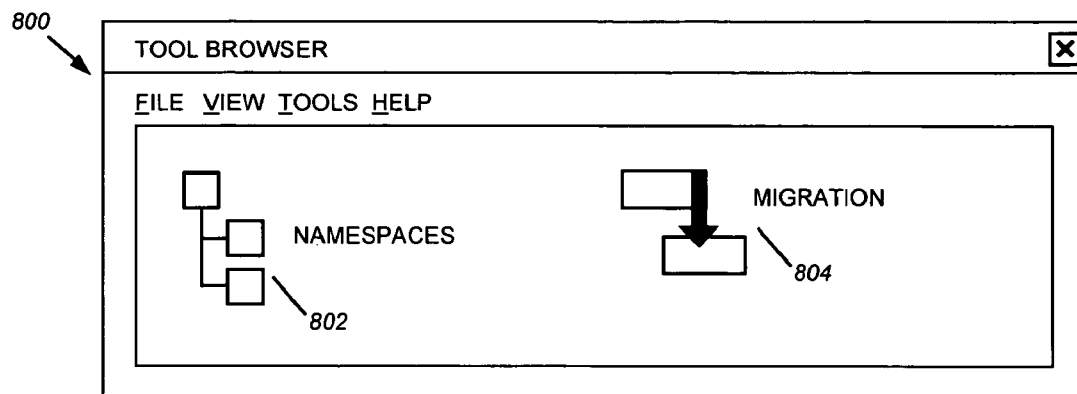 800
TOOL BROWSER
FILE VIEW TOOLS HELP
NAMESPACES
802
MIGRATION
804